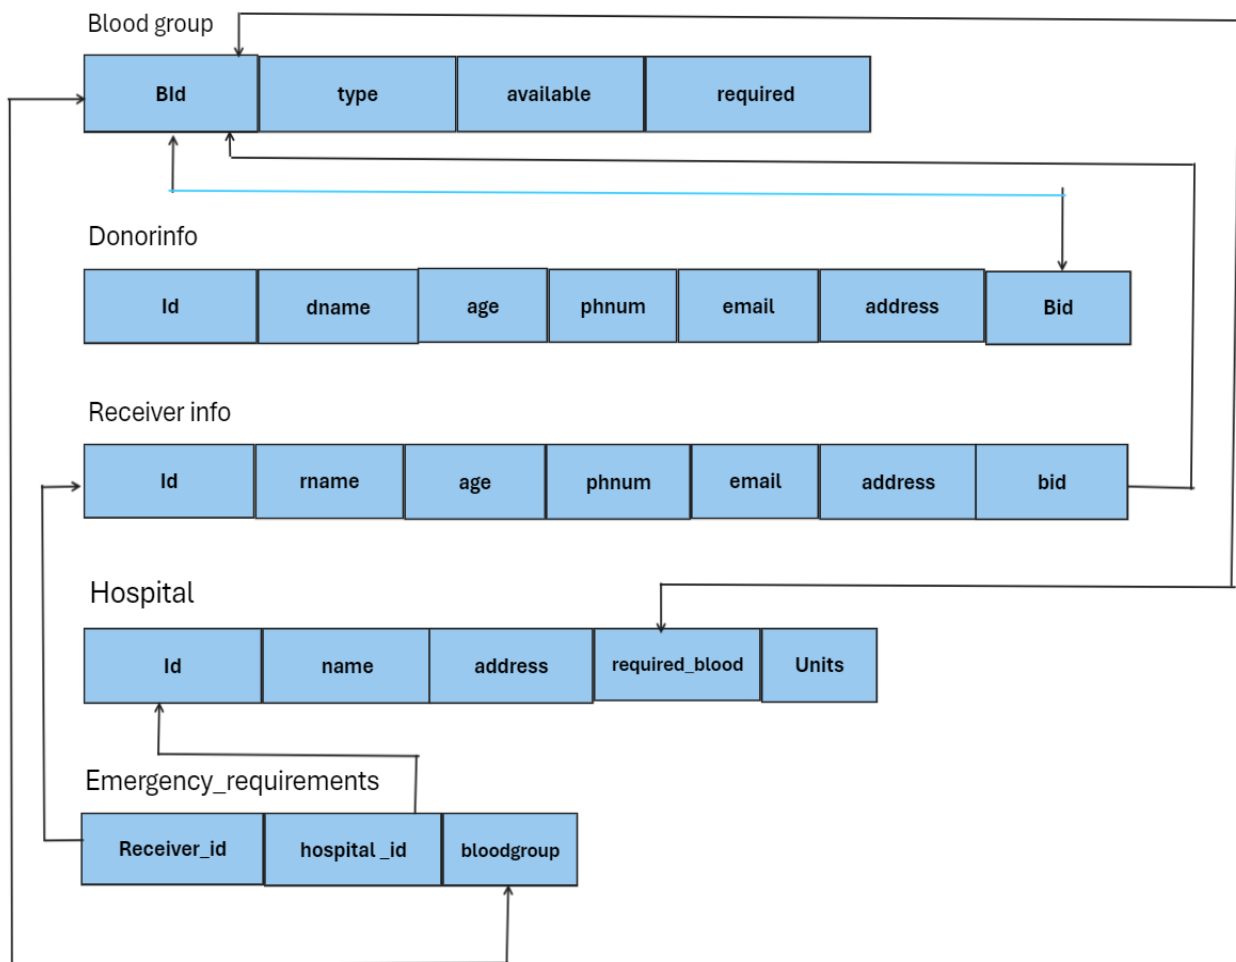 Blood group
BId type available required
Donorinfo
Id dname age phnum email address Bid
Receiver info
Id rname age phnum email address bid
Hospital
Id name address required_blood Units
Emergency_requirements
Receiver_id hospital _id bloodgroup